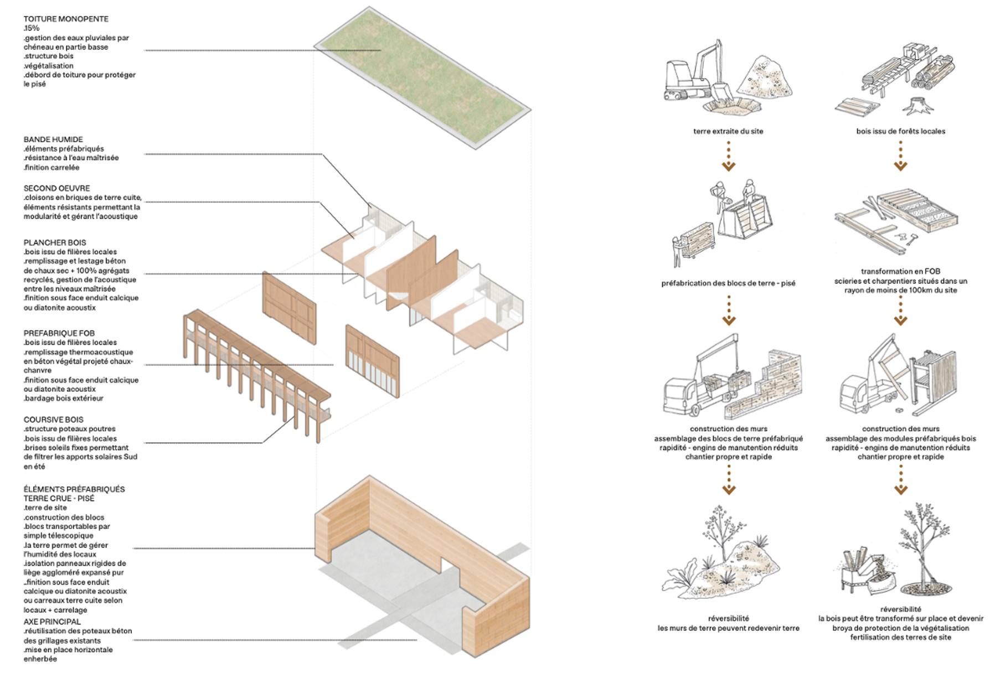 TOITURE MONOPENTE
.15%
.gestion des eaux pluviales par
chéneau en partie basse
.structure bois
.végétalisation
.débord de toiture pour protéger
le pisé
BANDE HUMIDE
.éléments préfabriqués
.résistance à l'eau maîtrisée
.finition carrelée
SECOND OEUVRE
.cloisons en briques de terre cuite,
éléments résistants permettant la
modularité et gérant l'acoustique
PLANCHER BOIS
.bois issu de filières locales
.remplissage et lestage béton
de chaux sec + 100% agrégats
recyclés, gestion de l'acoustique
entre les niveaux maîtrisée
.finition sous face enduit calcique
ou diatonite acoustix
PREFABRIQUE FOB
.bois issu de filières locales
.remplissage thermoacoustique
en béton végétal projeté chaux-
chanvre
.finition sous face enduit calcique
ou diatonite acoustix
.bardage bois extérieur
COURSIVE BOIS
.structure poteaux poutres
.bois issu de filières locales
.brises soleils fixes permettant
de filtrer les apports solaires Sud
en été
ÉLÉMENTS PRÉFABRIQUÉS
TERRE CRUE - PISÉ
.terre de site
.construction des blocs
.blocs transportables par
simple télescopique
.la terre permet de gérer
l'humidité des locaux
.isolation panneaux rigides de
liège aggloméré expansé pur
..finition sous face enduit
calcique ou diatonite acoustix
ou carreaux terre cuite selon
locaux + carrelage
AXE PRINCIPAL
.réutilisation des poteaux béton
des grillages existants
.mise en place horizontale
enherbée
terre extraite du site
préfabrication des blocs de terre - pisé
construction des murs
assemblage des blocs de terre préfabriqué
rapidité - engins de manutention réduits
chantier propre et rapide
réversibilité
les murs de terre peuvent redevenir terre
bois issu de forêts locales
transformation en FOB
scieries et charpentiers situés dans un
rayon de moins de 100km du site
construction des murs
assemblage des modules préfabriqués bois
rapidité - engins de manutention réduits
chantier propre et rapide
réversibilité
la bois peut être transformé sur place et devenir
broya de protection de la végétalisation
fertilisation des terres de site